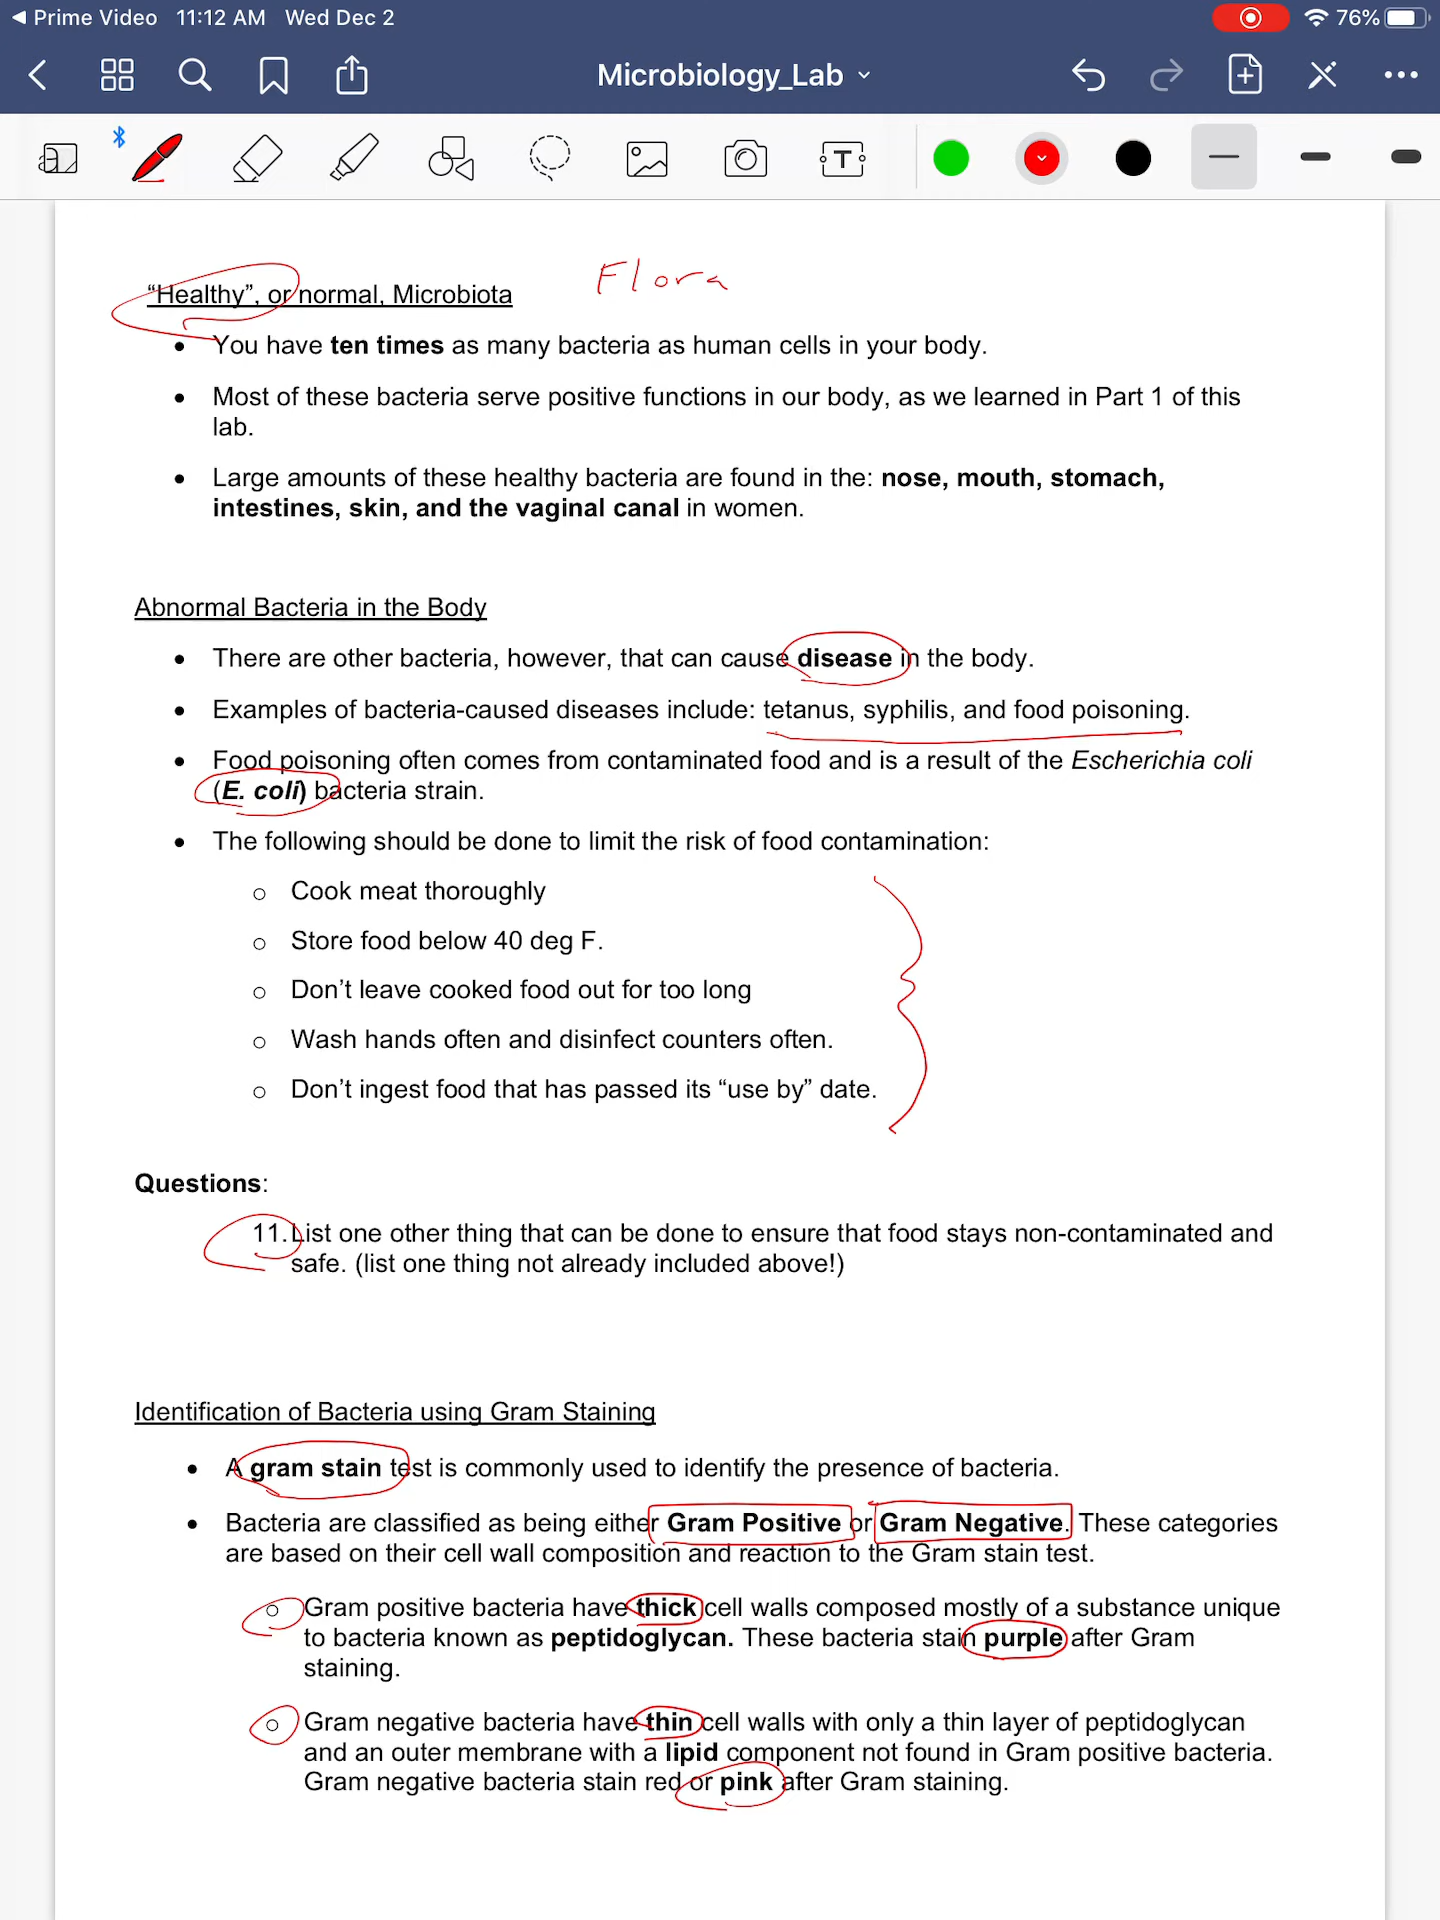 Prime Video 11:12 AM Wed Dec 2 76%
Microbiology_Lab
T
Flora
“Healthy”, or normal, Microbiota
• You have ten times as many bacteria as human cells in your body.
• Most of these bacteria serve positive functions in our body, as we learned in Part 1 of this
lab.
• Large amounts of these healthy bacteria are found in the: nose, mouth, stomach,
intestines, skin, and the vaginal canal in women.
Abnormal Bacteria in the Body
• There are other bacteria, however, that can cause disease in the body.
• Examples of bacteria-caused diseases include: tetanus, syphilis, and food poisoning.
• Food poisoning often comes from contaminated food and is a result of the Escherichia coli
(E. coli) bacteria strain.
• The following should be done to limit the risk of food contamination:
o Cook meat thoroughly
o Store food below 40 deg F.
o Don’t leave cooked food out for too long
o Wash hands often and disinfect counters often.
o Don’t ingest food that has passed its “use by” date.
Questions:
11. List one other thing that can be done to ensure that food stays non-contaminated and
safe. (list one thing not already included above!)
Identification of Bacteria using Gram Staining
• A gram stain test is commonly used to identify the presence of bacteria.
• Bacteria are classified as being either Gram Positive or Gram Negative. These categories
are based on their cell wall composition and reaction to the Gram stain test.
o Gram positive bacteria have thick cell walls composed mostly of a substance unique
to bacteria known as peptidoglycan. These bacteria stain purple after Gram
staining.
o Gram negative bacteria have thin cell walls with only a thin layer of peptidoglycan
and an outer membrane with a lipid component not found in Gram positive bacteria.
Gram negative bacteria stain red or pink after Gram staining.